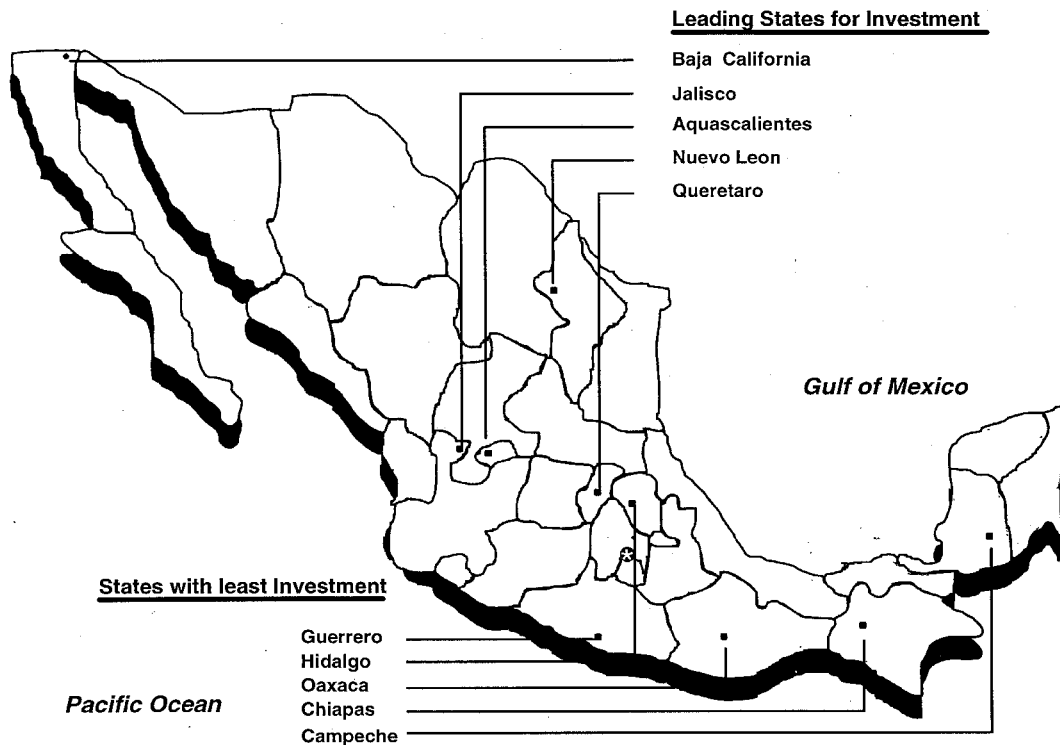 Leading States for Investment
Baja California
Jalisco
Aquascalientes
Nuevo Leon
Queretaro
Gulf of Mexico
States with least Investment
Guerrero
Hidalgo
Oaxaca
Chiapas
Campeche
Pacific Ocean